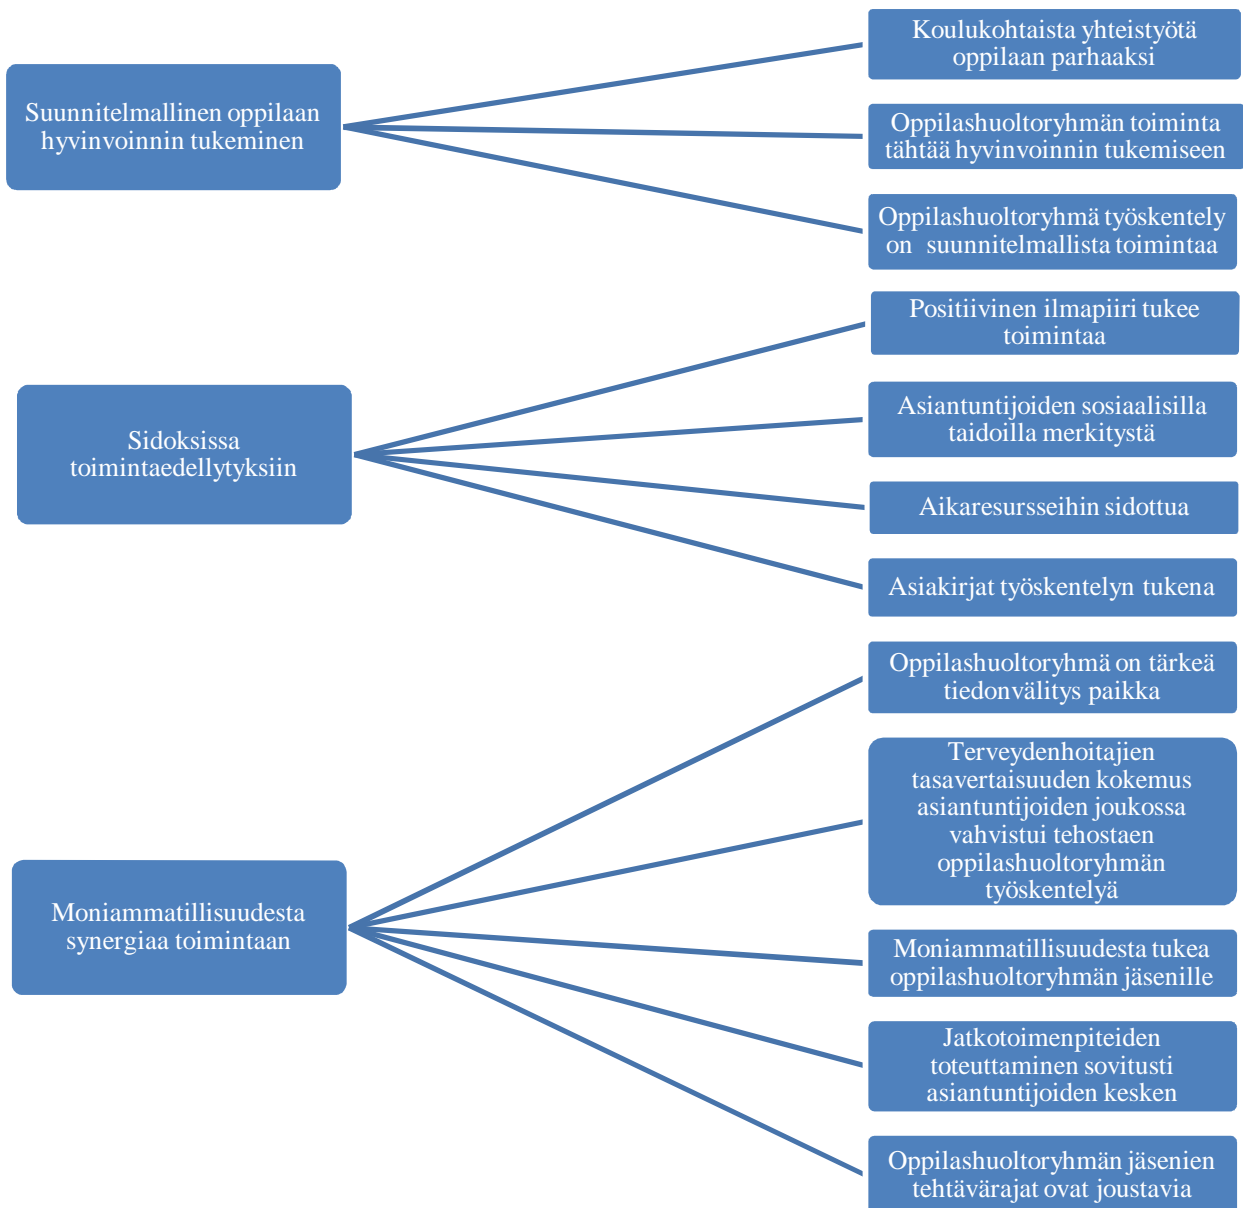 Suunnitelmallinen oppilaan
hyvinvoinnin tukeminen
Koulukohtaista yhteistyötä
oppilaan parhaaksi
Oppilashuoltoryhmän toiminta
tähtää hyvinvoinnin tukemiseen
Oppilashuoltoryhmä työskentely
on suunnitelmallista toimintaa
Sidoksissa
toimintaedellytyksiin
Positiivinen ilmapiiri tukee
toimintaa
Asiantuntijoiden sosiaalisilla
taidoilla merkitystä
Aikaresursseihin sidottua
Asiakirjat työskentelyn tukena
Moniammatillisuudesta
synergiaa toimintaan
Oppilashuoltoryhmä on tärkeä
tiedonvälitys paikka
Terveydenhoitajien
tasavertaisuuden kokemus
asiantuntijoiden joukossa
vahvistui tehostaen
oppilashuoltoryhmän
työskentelyä
Moniammatillisuudesta tukea
oppilashuoltoryhmän jäsenille
Jatkotoimenpiteiden
toteuttaminen sovitusti
asiantuntijoiden kesken
Oppilashuoltoryhmän jäsenien
tehtävärajat ovat joustavia